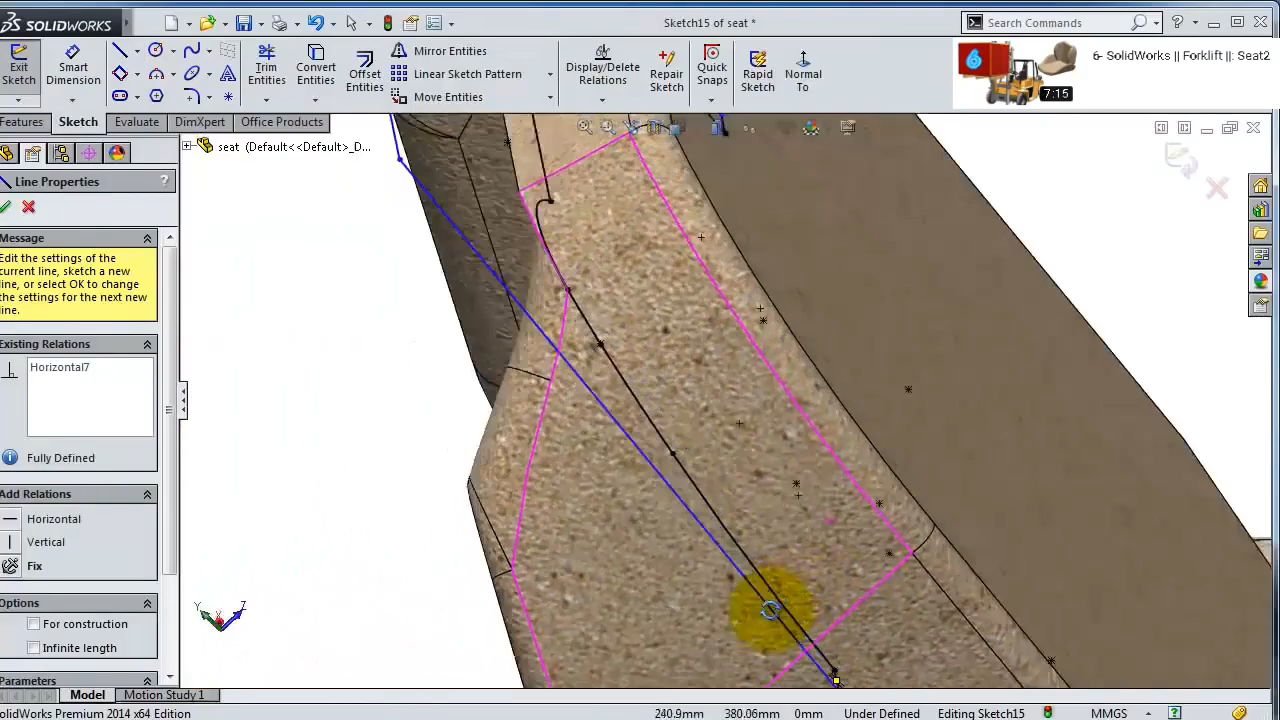 SOLIDWORKS
Sketch15 of seat *
Search Commands
Exit Sketch
Smart Dimension
Trim Entities
Convert Entities
Offset Entities
Mirror Entities
Linear Sketch Pattern
Move Entities
Display/Delete Relations
Repair Sketch
Quick Snaps
Rapid Sketch
Normal To
6- SolidWorks || Forklift ||: Seat2
6
7:15
Features
Sketch
Evaluate
DimXpert
Office Products
seat (Default<<Default>_D...
Line Properties
?
Message
Edit the settings of the
current line, sketch a new
line, or select OK to change
the settings for the next new
line.
Existing Relations
Horizontal7
Fully Defined
Add Relations
Horizontal
Vertical
Fix
Options
For construction
Infinite length
Parameters
Y
X
Z
Model
Motion Study 1
SolidWorks Premium 2014 x64 Edition
240.9mm
380.06mm
0mm
Under Defined
Editing Sketch15
MMGS